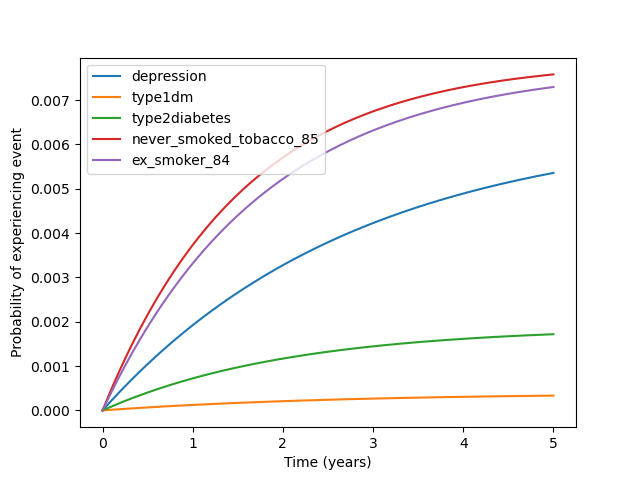 depression
type1dm
type2diabetes
never_smoked_tobacco_85
ex_smoker_84
Probability of experiencing event
0.007
0.006
0.005
0.004
0.003
0.002
0.001
0.000
0 1 2 3 4 5
Time (years)